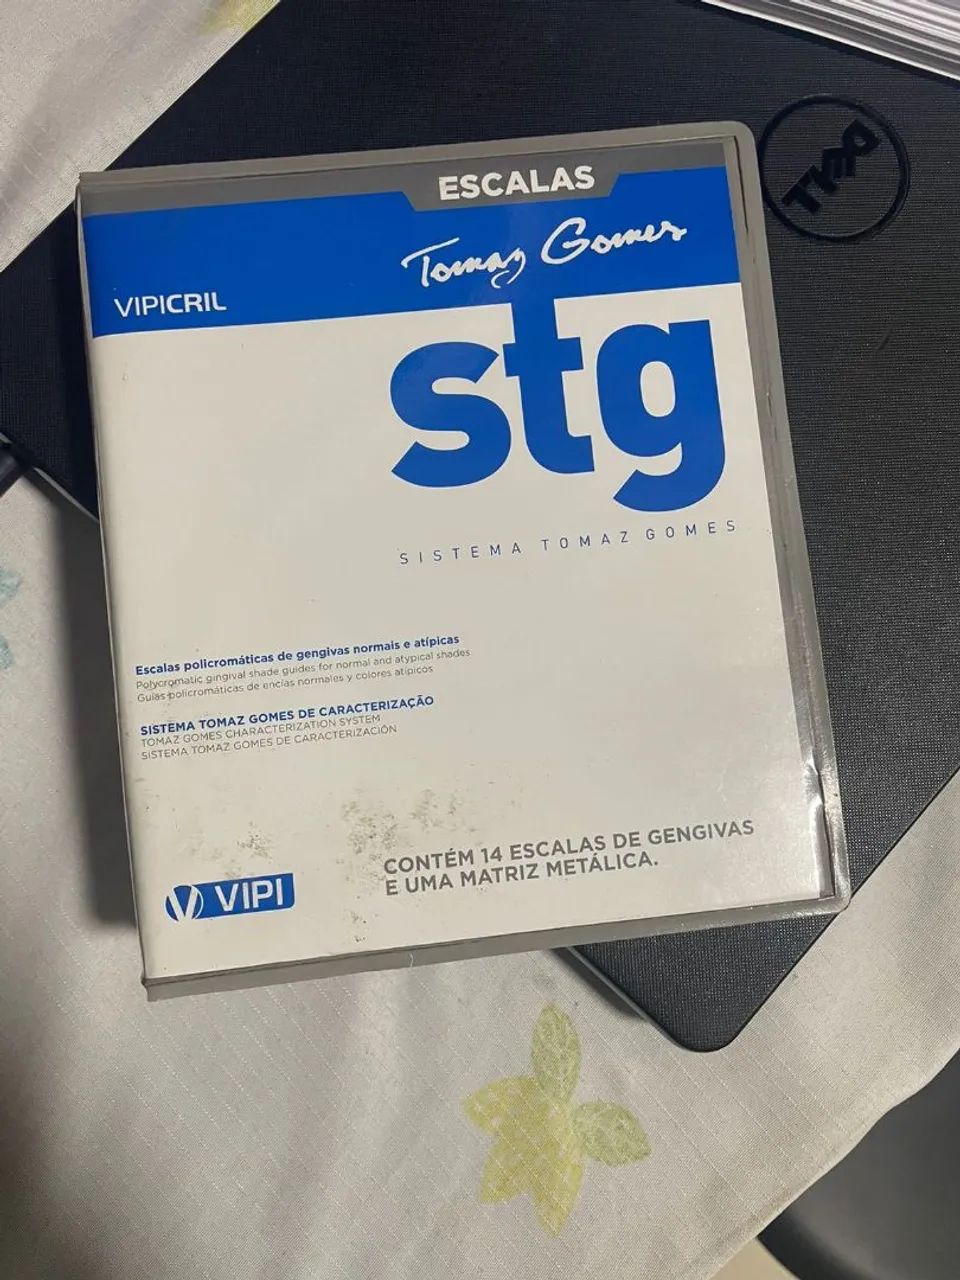 ESCALAS
Tomaz Gomes
VIPICRIL
stg
SISTEMA TOMAZ GOMES
Escalas policromáticas de gengivas normais e atípicas
Polycromatic gingival shade guides for normal and atypical shades
Guias policromáticas de encías normales y colores atípicos
SISTEMA TOMAZ GOMES DE CARACTERIZAÇÃO
TOMAZ GOMES CHARACTERIZATION SYSTEM
SISTEMA TOMAZ GOMES DE CARACTERIZACIÓN
CONTÉM 14 ESCALAS DE GENGIVAS
E UMA MATRIZ METÁLICA.
VIPI
DELL